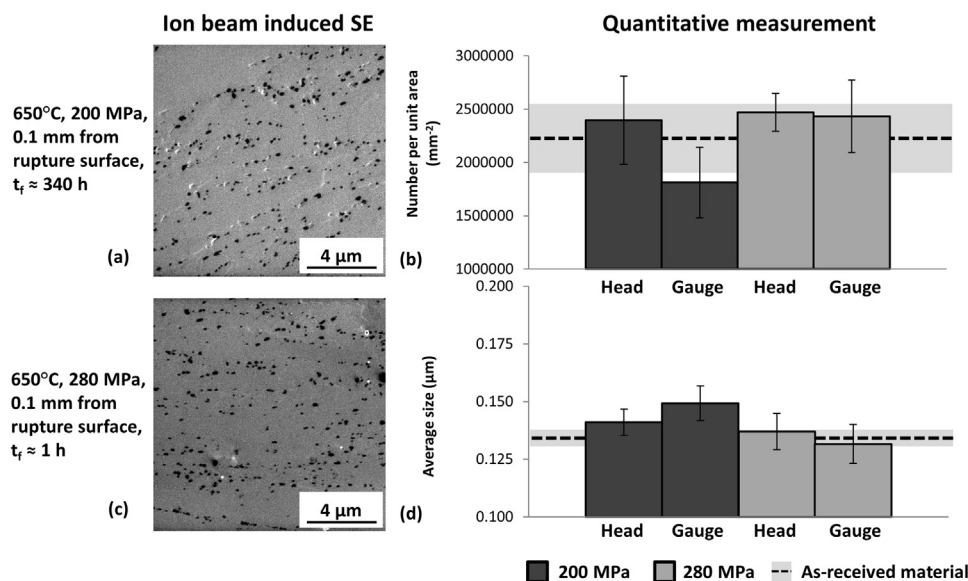 Ion beam induced SE
Quantitative measurement
650°C, 200 MPa,
0.1 mm from
rupture surface,
t_f ≈ 340 h
(a)
4 µm
(b)
Number per unit area
(mm⁻²)
3000000
2500000
2000000
1500000
1000000
Head
Gauge
Head
Gauge
650°C, 280 MPa,
0.1 mm from
rupture surface,
t_f ≈ 1 h
(c)
4 µm
(d)
Average size (µm)
0.200
0.175
0.150
0.125
0.100
Head
Gauge
Head
Gauge
200 MPa
280 MPa
As-received material